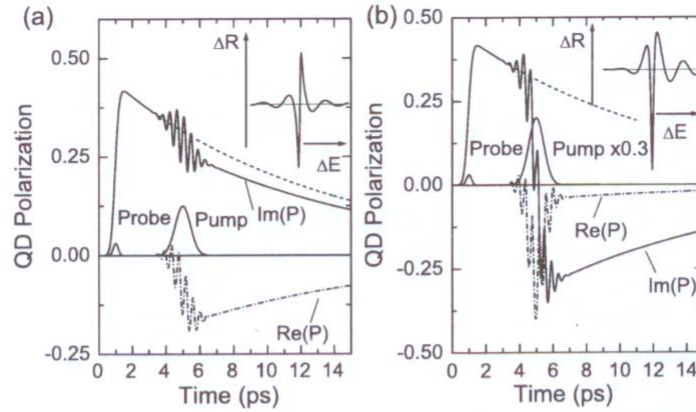 (a)
ΔR
ΔE
Probe
Pump
Im(P)
Re(P)
QD Polarization
0.50
0.25
0.00
-0.25
0 2 4 6 8 10 12 14
Time (ps)
(b)
ΔR
ΔE
Probe
Pump x0.3
Re(P)
Im(P)
QD Polarization
0.50
0.25
0.00
-0.25
-0.50
0 2 4 6 8 10 12 14
Time (ps)